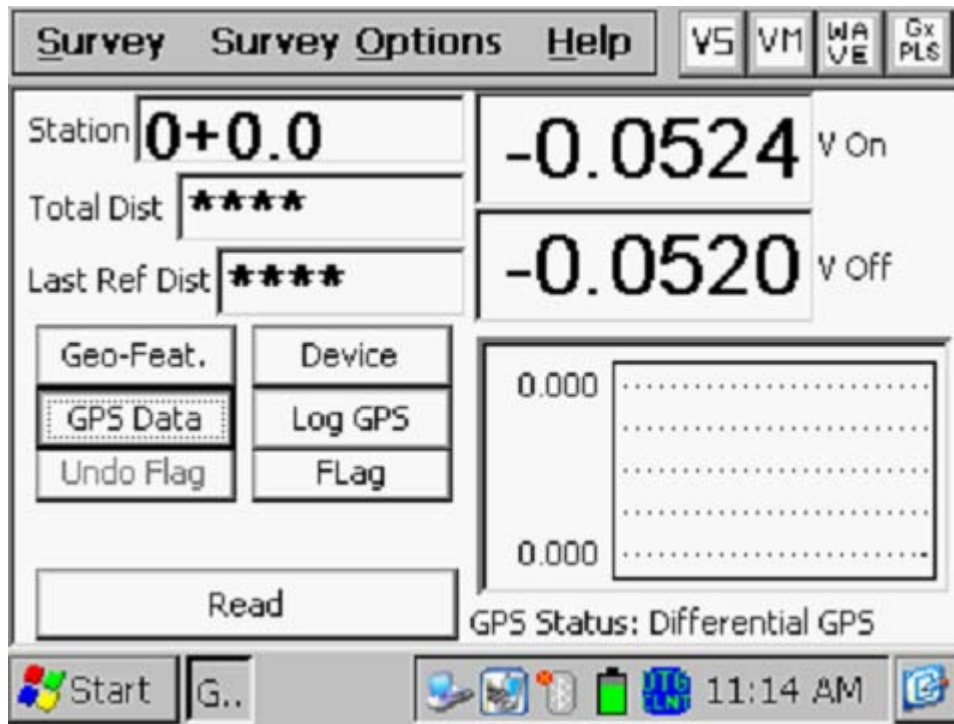 Survey Survey Options Help VS VM WA VE Gx PLS
Station 0+0.0
-0.0524 V On
Total Dist ****
-0.0520 V Off
Last Ref Dist ****
Geo-Feat. Device
GPS Data Log GPS
Undo Flag FLag
0.000
0.000
Read
GPS Status: Differential GPS
Start G.. 11:14 AM